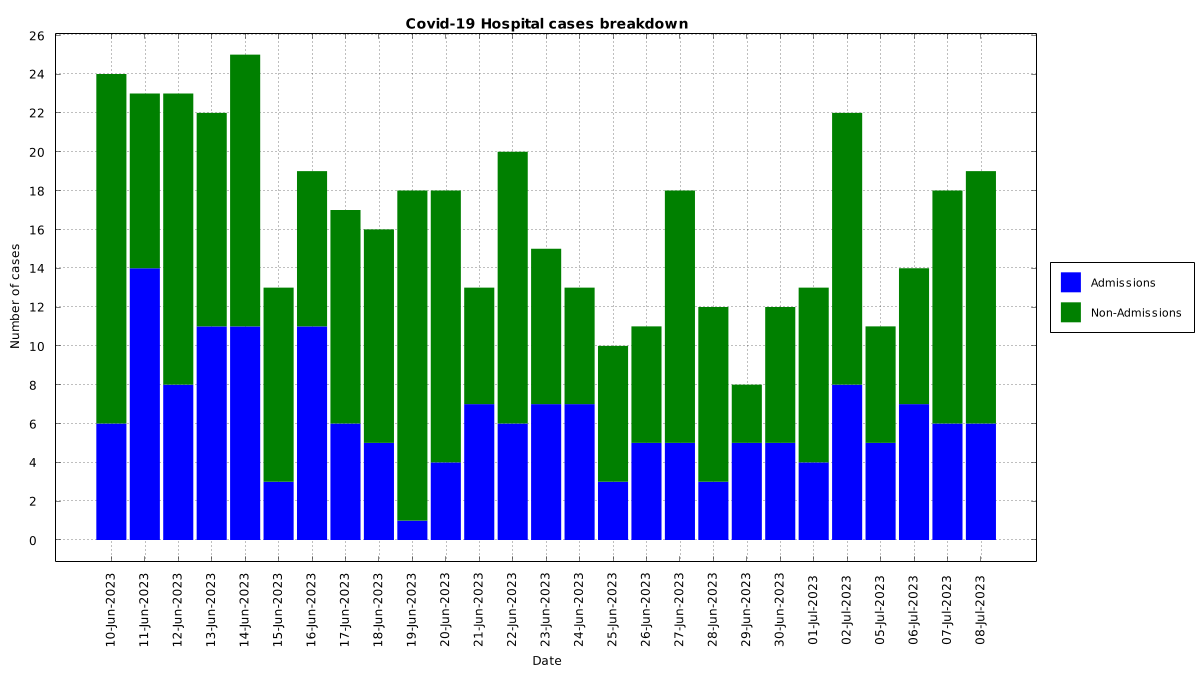 Covid-19 Hospital cases breakdown
26
24
22
20
18
16
14
12
10
8
6
4
2
0
Number of cases
10-Jun-2023
11-Jun-2023
12-Jun-2023
13-Jun-2023
14-Jun-2023
15-Jun-2023
16-Jun-2023
17-Jun-2023
18-Jun-2023
19-Jun-2023
20-Jun-2023
21-Jun-2023
22-Jun-2023
23-Jun-2023
24-Jun-2023
25-Jun-2023
26-Jun-2023
27-Jun-2023
28-Jun-2023
29-Jun-2023
30-Jun-2023
01-Jul-2023
02-Jul-2023
05-Jul-2023
06-Jul-2023
07-Jul-2023
08-Jul-2023
Date
Admissions
Non-Admissions